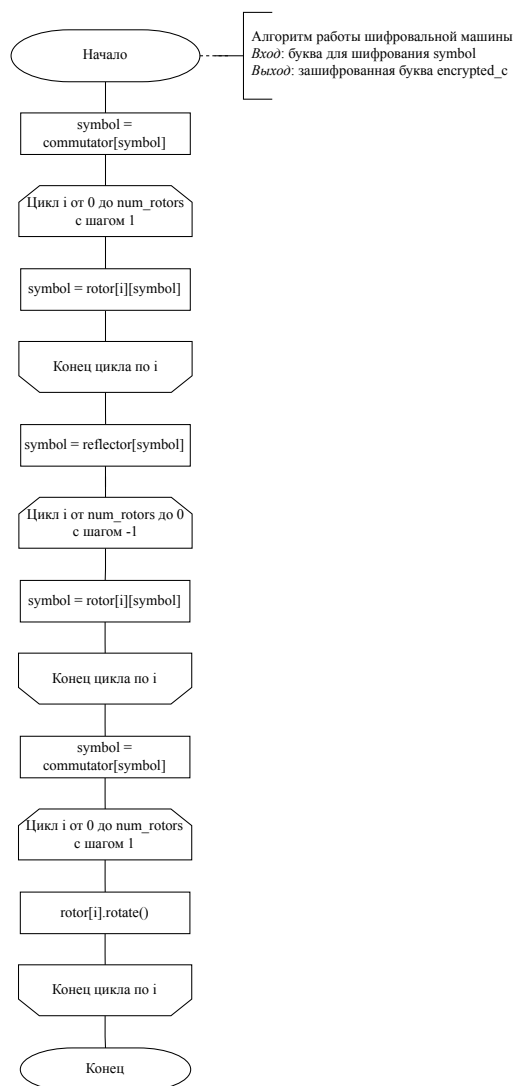 Начало
Алгоритм работы шифровальной машины
Вход: буква для шифрования symbol
Выход: зашифрованная буква encrypted_c
symbol =
commutator[symbol]
Цикл i от 0 до num_rotors
с шагом 1
symbol = rotor[i][symbol]
Конец цикла по i
symbol = reflector[symbol]
Цикл i от num_rotors до 0
с шагом -1
symbol = rotor[i][symbol]
Конец цикла по i
symbol =
commutator[symbol]
Цикл i от 0 до num_rotors
с шагом 1
rotor[i].rotate()
Конец цикла по i
Конец